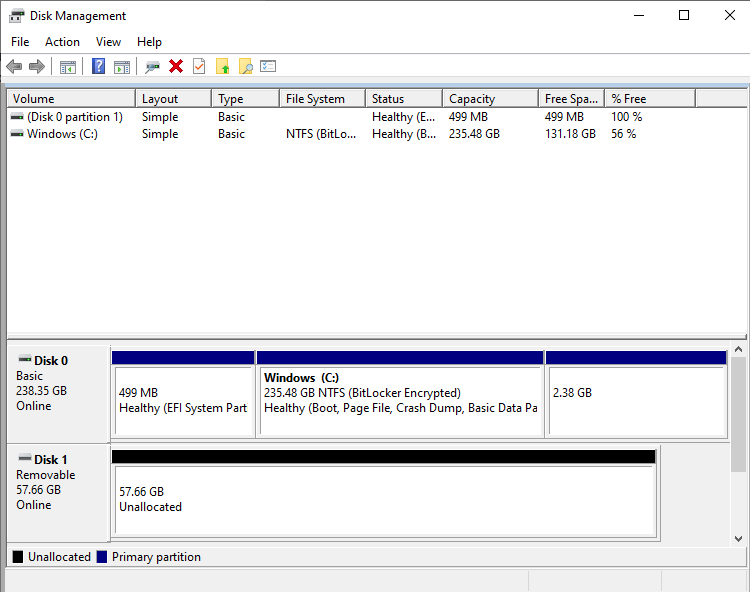 Disk Management
File Action View Help
Volume Layout Type File System Status Capacity Free Spa... % Free
(Disk 0 partition 1) Simple Basic Healthy (E... 499 MB 499 MB 100 %
Windows (C:) Simple Basic NTFS (BitLo... Healthy (B... 235.48 GB 131.18 GB 56 %
Disk 0
Basic
238.35 GB
Online
499 MB
Healthy (EFI System Part
Windows (C:)
235.48 GB NTFS (BitLocker Encrypted)
Healthy (Boot, Page File, Crash Dump, Basic Data Pa
2.38 GB
Disk 1
Removable
57.66 GB
Online
57.66 GB
Unallocated
Unallocated Primary partition